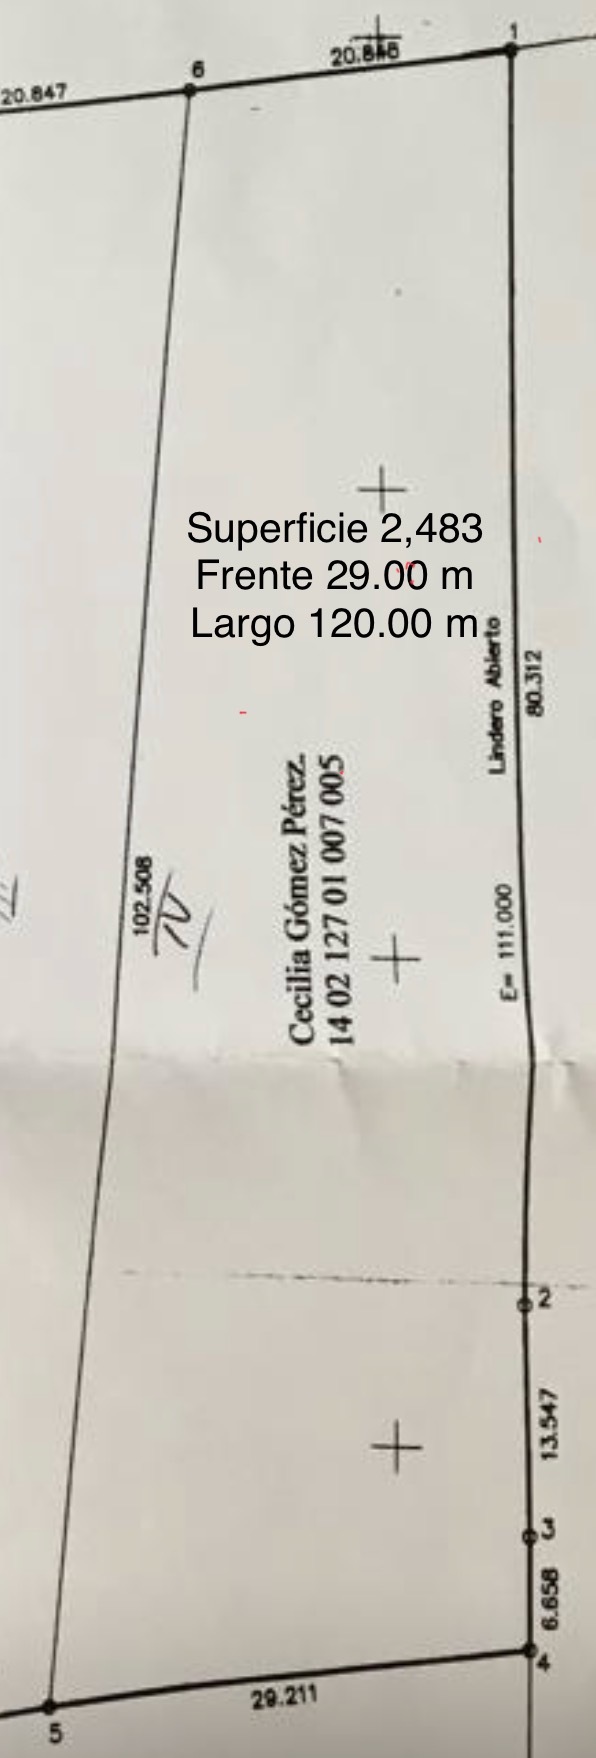 1
20.848
6
20.847
Superficie 2,483
Frente 29.00 m
Largo 120.00 m
Lindero Abierto
80.312
Cecilia Gómez Pérez.
14 02 127 01 007 005
102.508
IV
E= 111.000
2
13.547
3
6.658
4
29.211
5